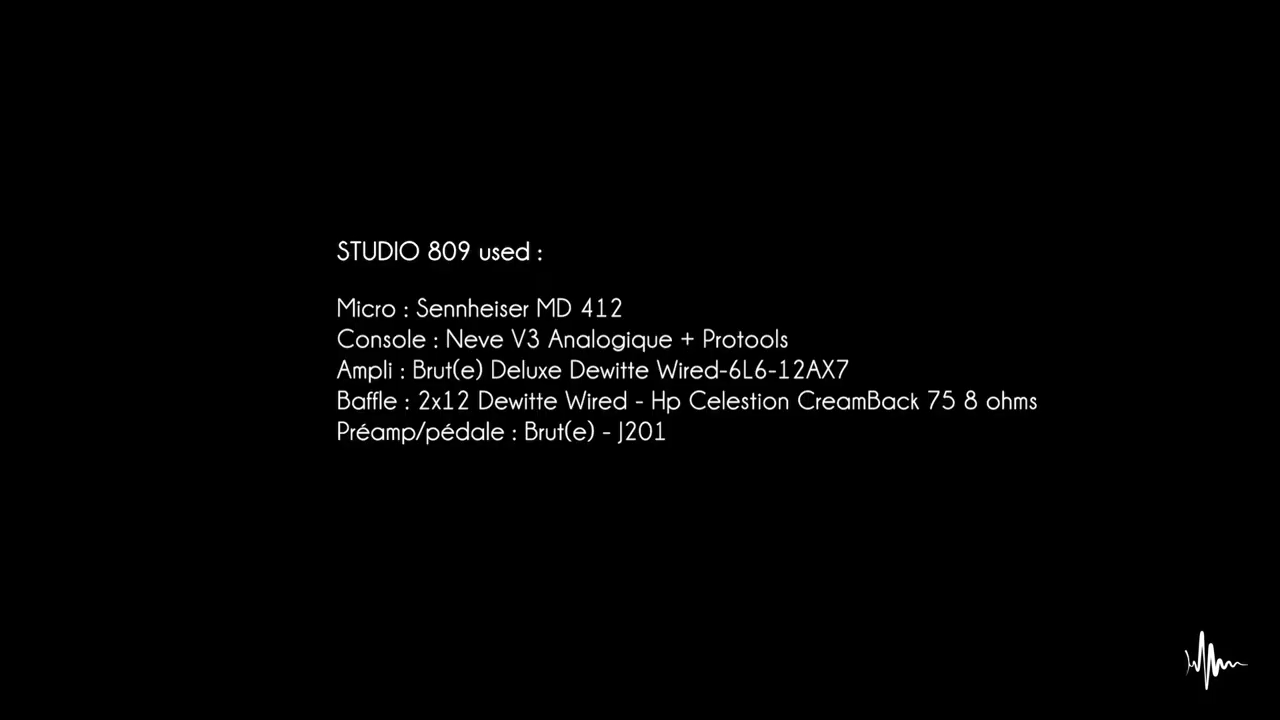 STUDIO 809 used :
Micro : Sennheiser MD 412
Console : Neve V3 Analogique + Protools
Ampli : Brut(e) Deluxe Dewitte Wired-6L6-12AX7
Baffle : 2x12 Dewitte Wired - Hp Celestion CreamBack 75 8 ohms
Préamp/pédale : Brut(e) - J201